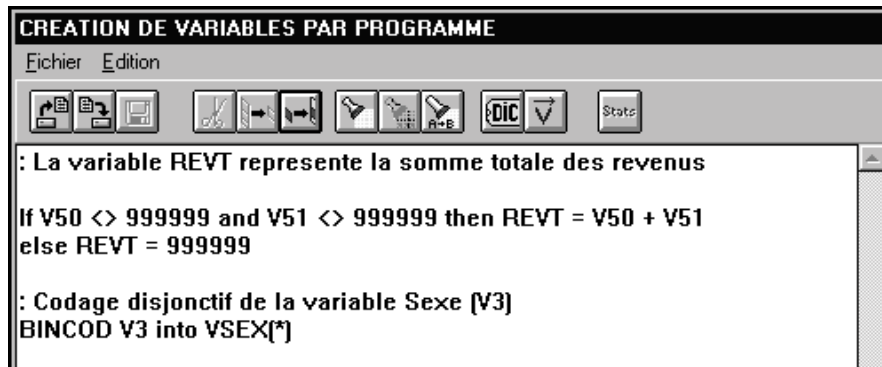 CREATION DE VARIABLES PAR PROGRAMME
Fichier Edition
A→B DIC V Stats
: La variable REVT represente la somme totale des revenus
If V50 <> 999999 and V51 <> 999999 then REVT = V50 + V51
else REVT = 999999
: Codage disjonctif de la variable Sexe (V3)
BINCOD V3 into VSEX(*)